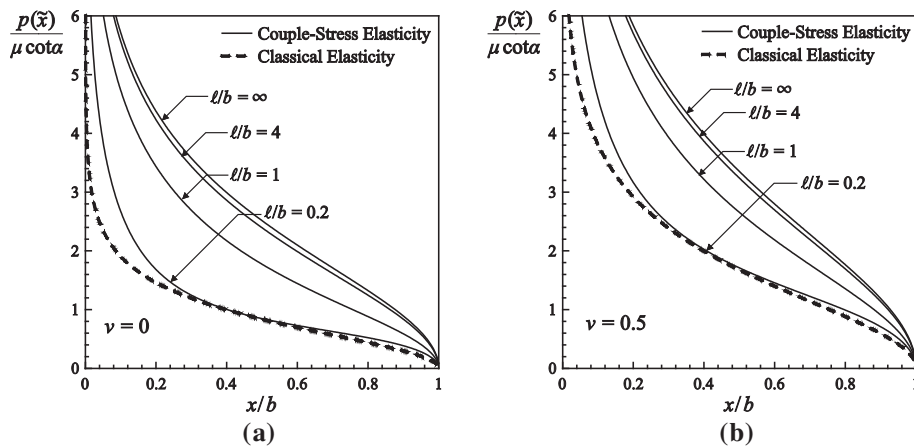 p(x̃)
μ cotα
6
5
4
3
2
1
0
Couple-Stress Elasticity
Classical Elasticity
ℓ/b = ∞
ℓ/b = 4
ℓ/b = 1
ℓ/b = 0.2
ν = 0
0 0.2 0.4 0.6 0.8 1
x/b
(a)
p(x̃)
μ cotα
6
5
4
3
2
1
0
Couple-Stress Elasticity
Classical Elasticity
ℓ/b = ∞
ℓ/b = 4
ℓ/b = 1
ℓ/b = 0.2
ν = 0.5
0 0.2 0.4 0.6 0.8 1
x/b
(b)